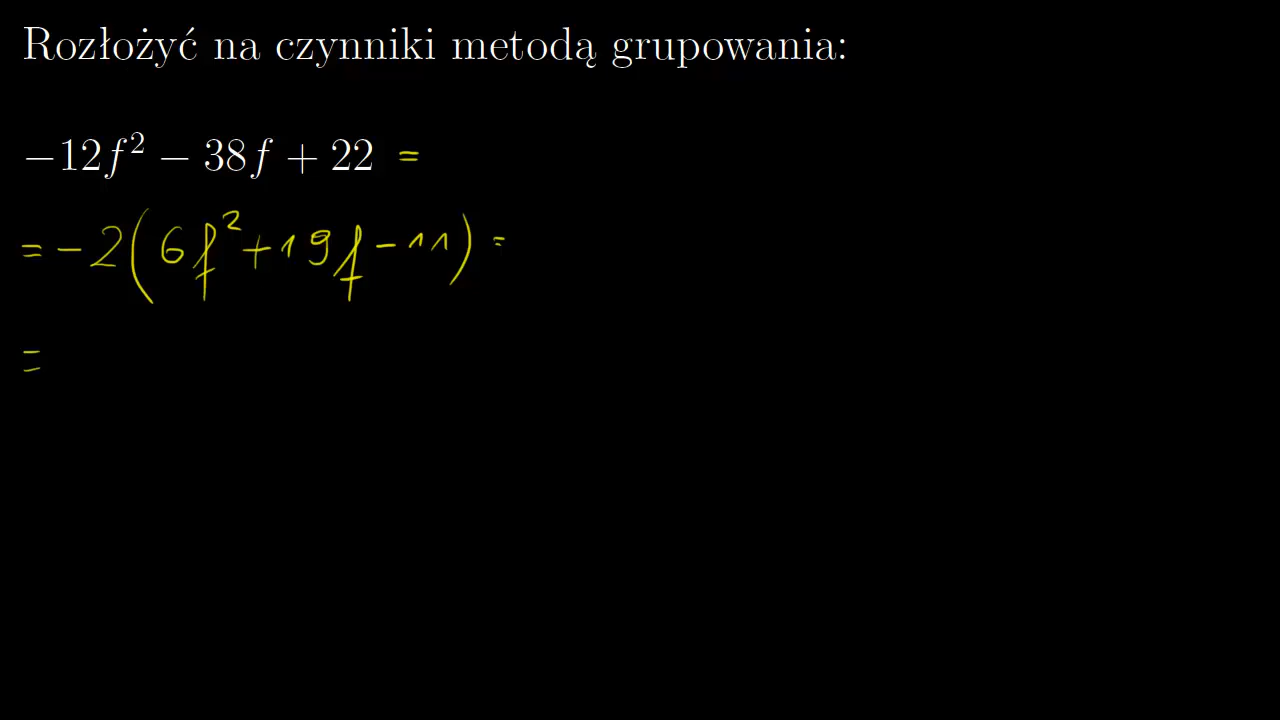 Rozłożyć na czynniki metodą grupowania:
−12f² − 38f + 22 =
= −2(6f² + 19f − 11) =
=